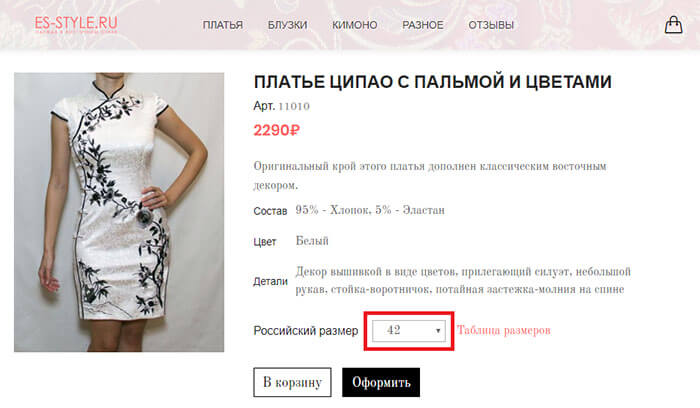 ES-STYLE.RU
ПЛАТЬЯ БЛУЗКИ КИМОНО РАЗНОЕ ОТЗЫВЫ
ПЛАТЬЕ ЦИПАО С ПАЛЬМОЙ И ЦВЕТАМИ
Арт. 11010
2290₽
Оригинальный крой этого платья дополнен классическим восточным
декором.
Состав 95% - Хлопок, 5% - Эластан
Цвет Белый
Детали Декор вышивкой в виде цветов, прилегающий силуэт, небольшой
рукав, стойка-воротничок, потайная застежка-молния на спине
Российский размер 42 Таблица размеров
В корзину Оформить